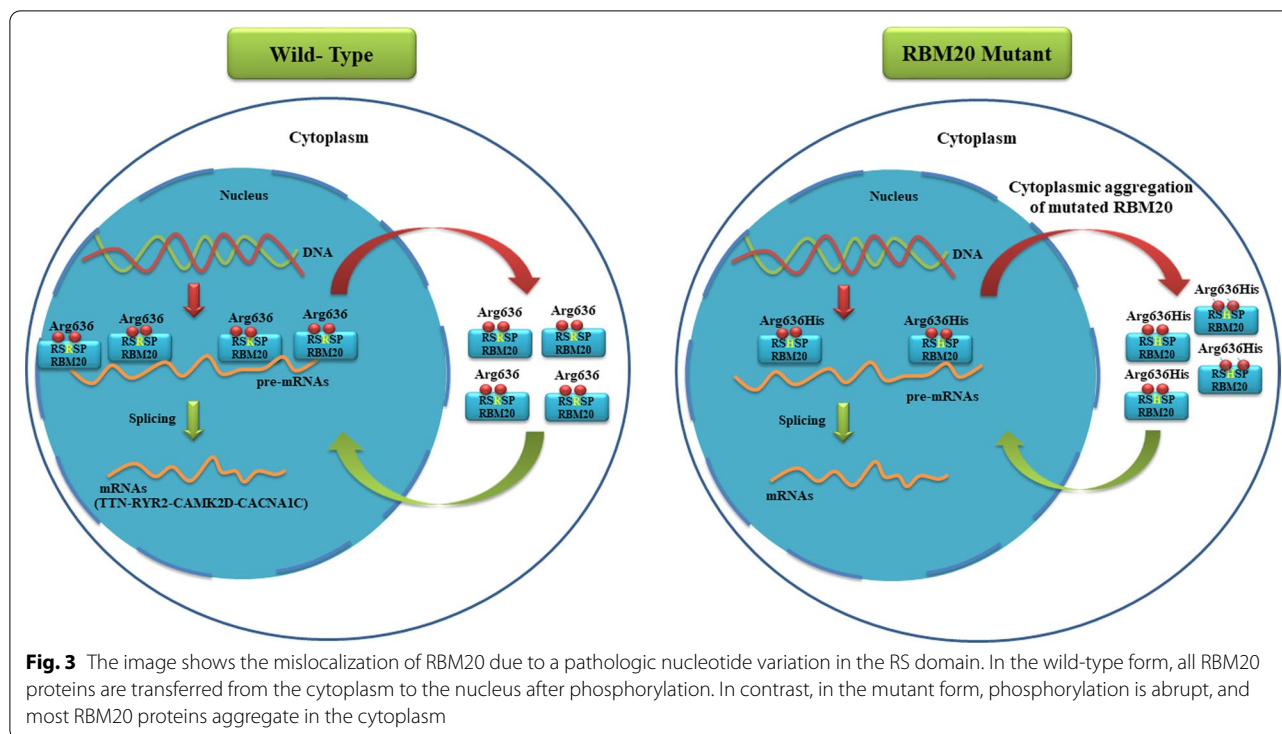 Wild- Type
Cytoplasm
Nucleus
DNA
Arg636
RSRSP
RBM20
Arg636
RSRSP
RBM20
Arg636
RSRSP
RBM20
Arg636
RSRSP
RBM20
pre-mRNAs
Splicing
mRNAs
(TTN-RYR2-CAMK2D-CACNA1C)
Arg636
RSRSP
RBM20
Arg636
RSRSP
RBM20
Arg636
RSRSP
RBM20
Arg636
RSRSP
RBM20
RBM20 Mutant
Cytoplasm
Nucleus
Cytoplasmic aggregation
of mutated RBM20
DNA
Arg636His
RSHSP
RBM20
Arg636His
RSHSP
RBM20
pre-mRNAs
Splicing
mRNAs
Arg636His
RSHSP
RBM20
Arg636His
RSHSP
RBM20
Arg636His
RSHSP
RBM20
Arg636His
RSHSP
RBM20
Fig. 3 The image shows the mislocalization of RBM20 due to a pathologic nucleotide variation in the RS domain. In the wild-type form, all RBM20
proteins are transferred from the cytoplasm to the nucleus after phosphorylation. In contrast, in the mutant form, phosphorylation is abrupt, and
most RBM20 proteins aggregate in the cytoplasm